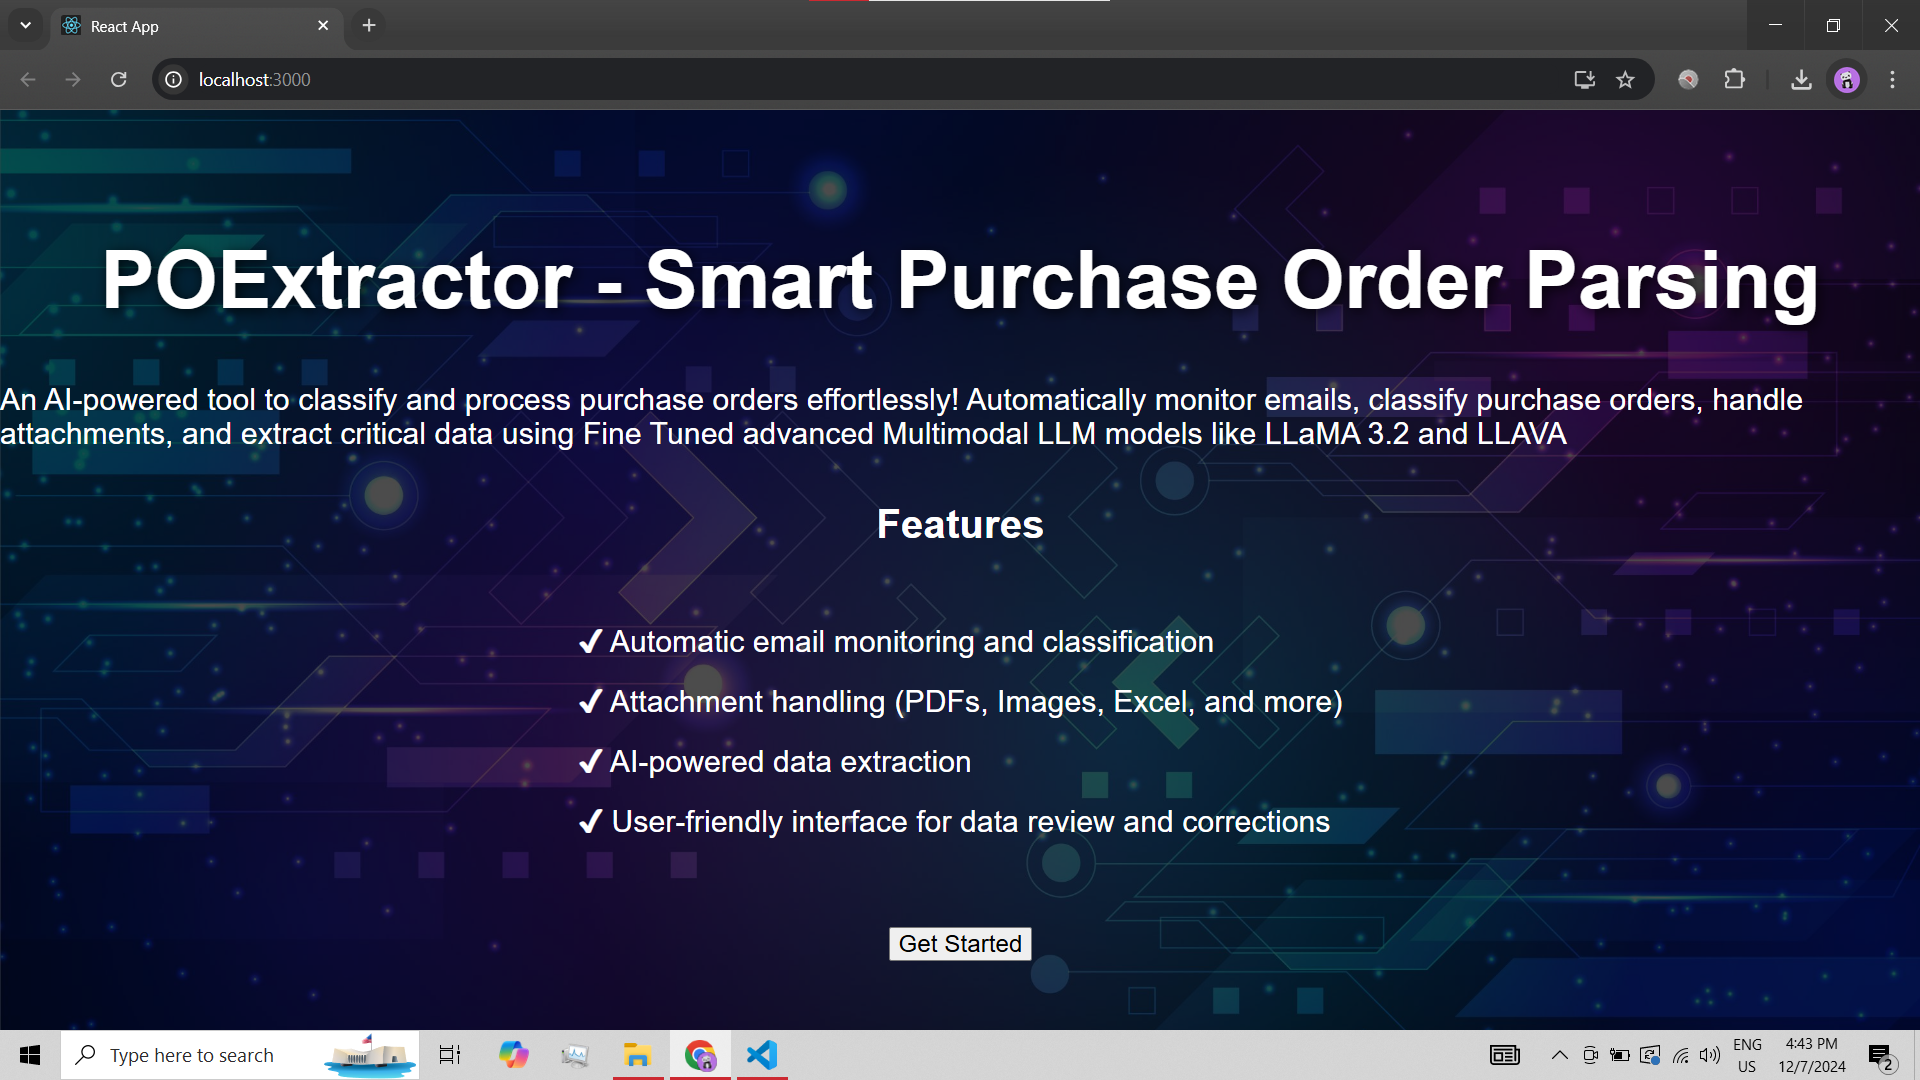 React App
localhost:3000
POExtractor - Smart Purchase Order Parsing
An AI-powered tool to classify and process purchase orders effortlessly! Automatically monitor emails, classify purchase orders, handle
attachments, and extract critical data using Fine Tuned advanced Multimodal LLM models like LLaMA 3.2 and LLAVA
Features
✔ Automatic email monitoring and classification
✔ Attachment handling (PDFs, Images, Excel, and more)
✔ AI-powered data extraction
✔ User-friendly interface for data review and corrections
Get Started
Type here to search
ENG
US
4:43 PM
12/7/2024
2